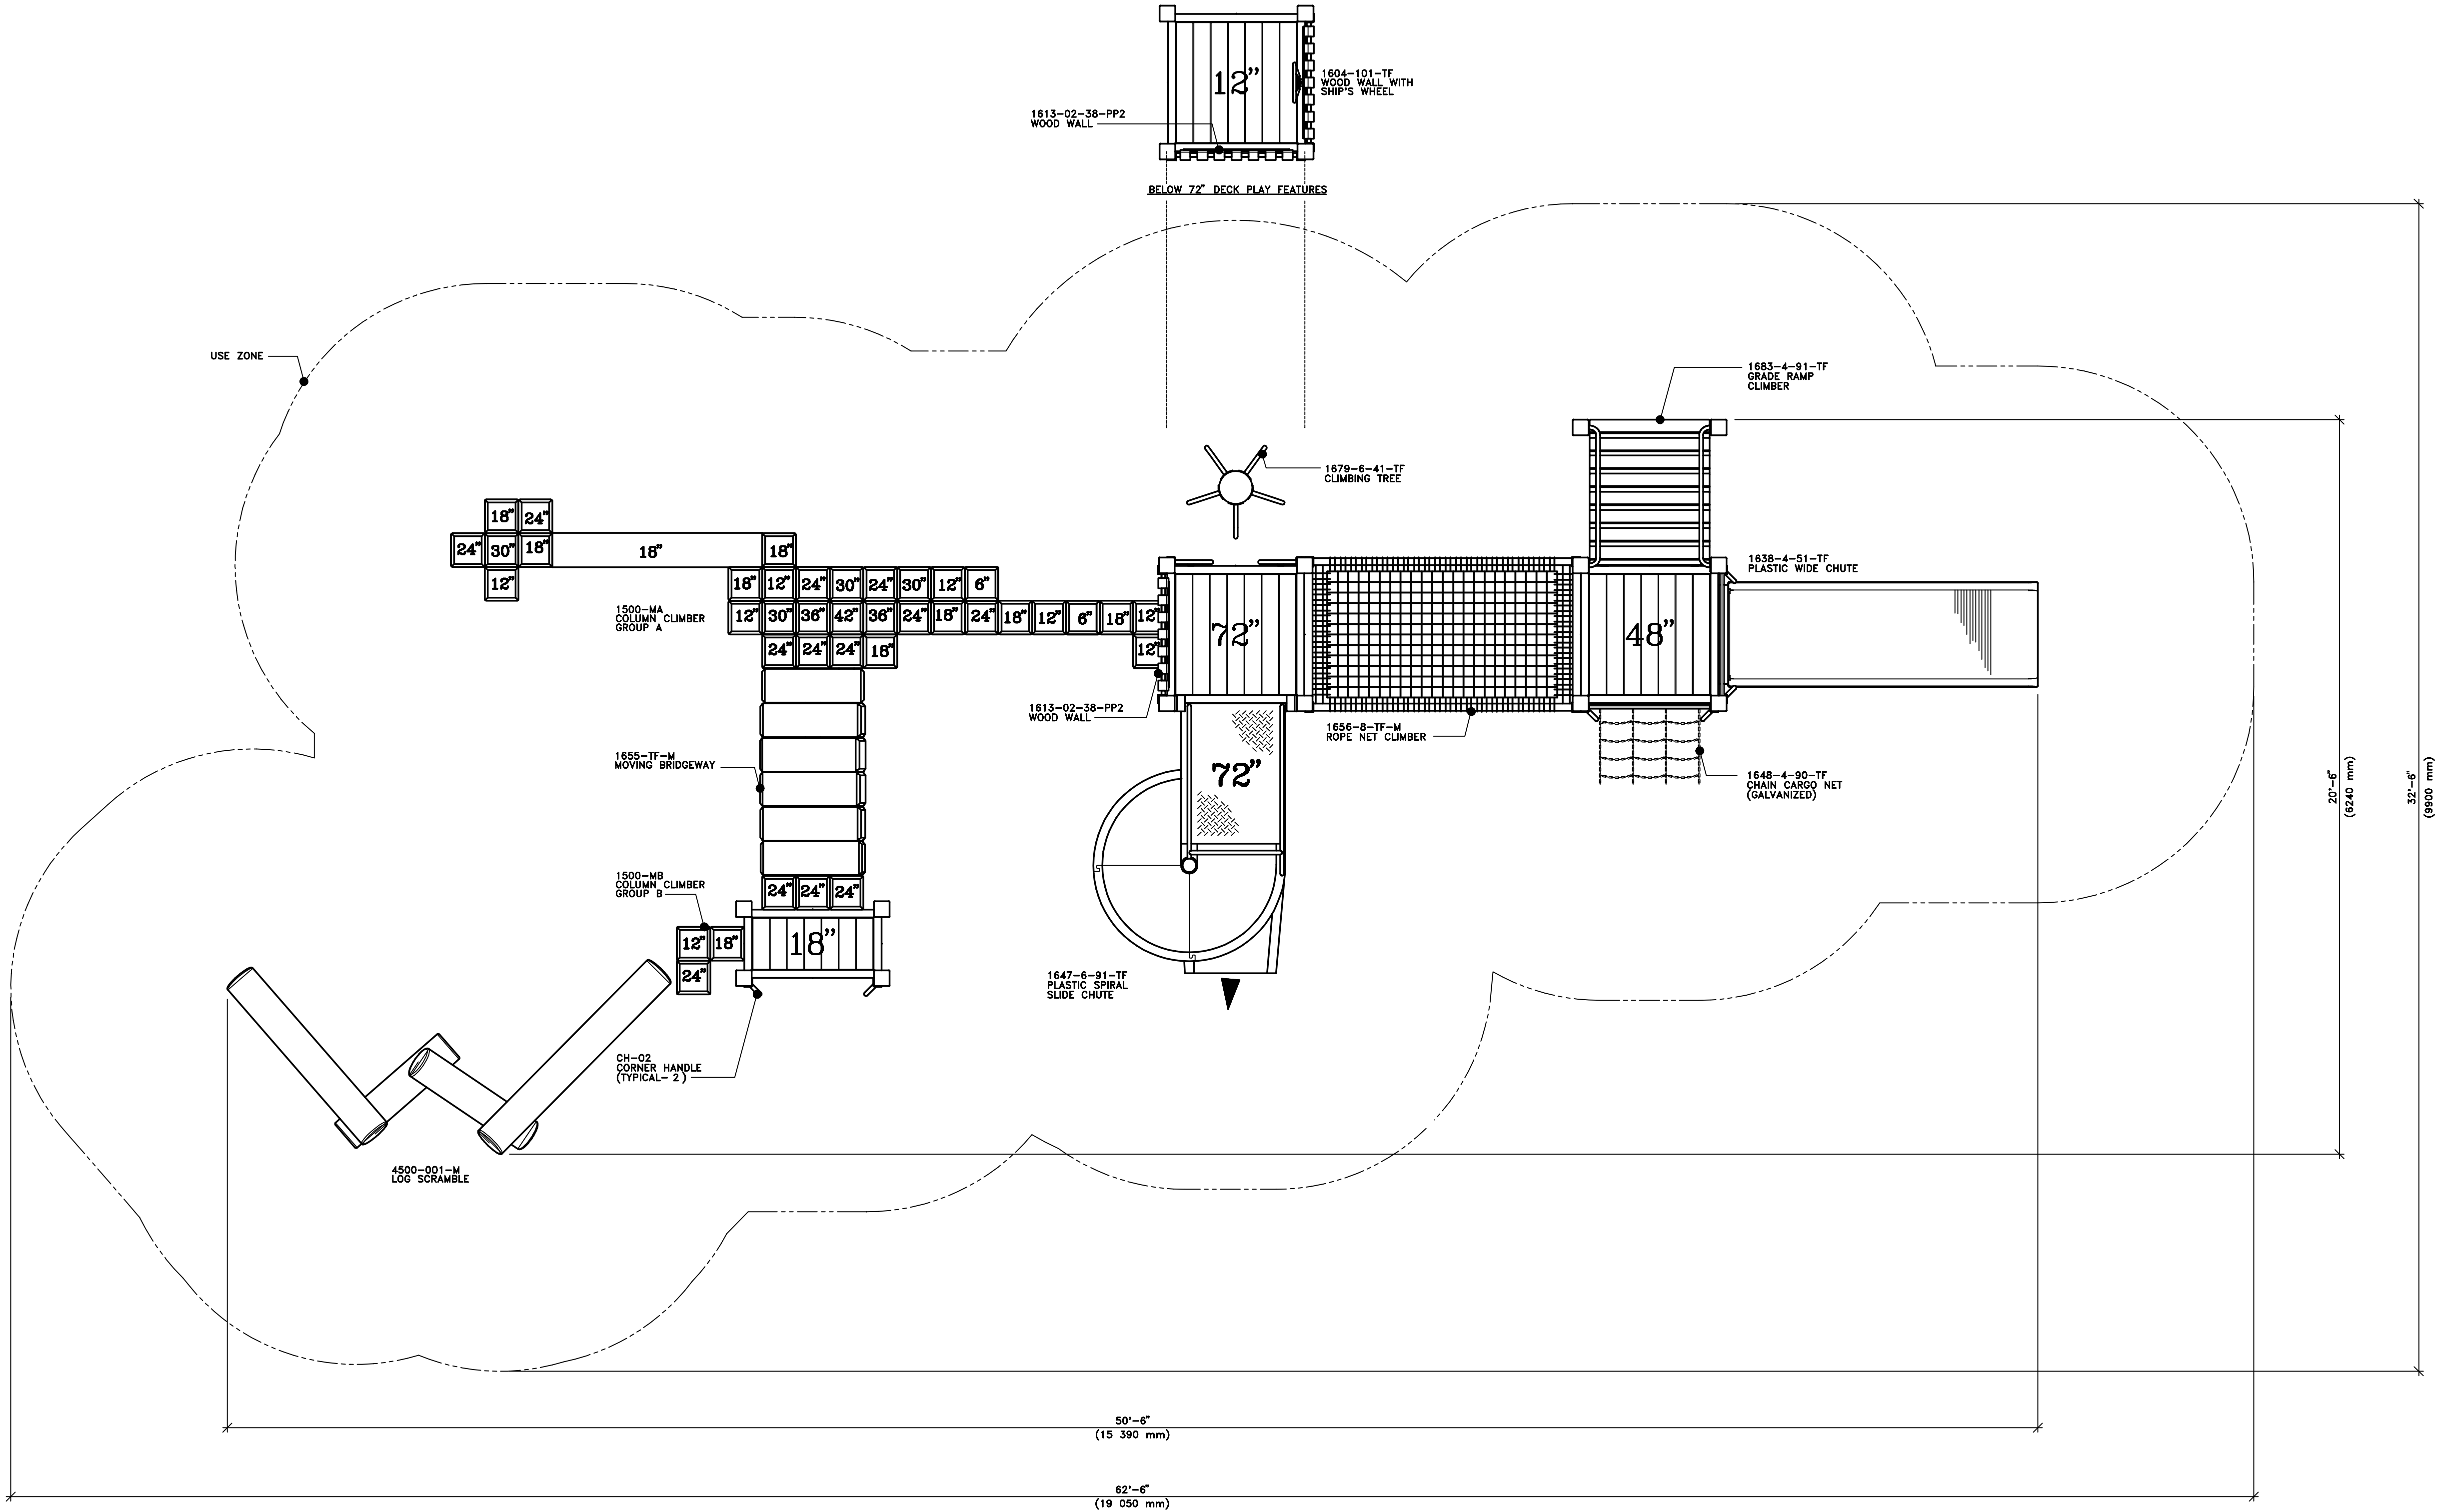 12"
1604-101-TF
WOOD WALL WITH
SHIP'S WHEEL
1613-02-38-PP2
WOOD WALL
BELOW 72" DECK PLAY FEATURES
USE ZONE
1683-4-91-TF
GRADE RAMP
CLIMBER
1679-6-41-TF
CLIMBING TREE
18" 24"
24" 30" 18" 18" 18"
12"
1638-4-51-TF
PLASTIC WIDE CHUTE
18" 12" 24" 30" 24" 30" 12" 6"
1500-MA
COLUMN CLIMBER
GROUP A
12" 30" 36" 42" 36" 24" 18" 24" 18" 12" 6" 18" 12"
24" 24" 24" 18" 12"
72"
48"
1613-02-38-PP2
WOOD WALL
1656-8-TF-M
ROPE NET CLIMBER
1655-TF-M
MOVING BRIDGEWAY
72"
1648-4-90-TF
CHAIN CARGO NET
(GALVANIZED)
20'-6"
(6240 mm)
32'-6"
(9900 mm)
1500-MB
COLUMN CLIMBER
GROUP B
24" 24" 24"
12" 18"
24"
18"
1647-6-91-TF
PLASTIC SPIRAL
SLIDE CHUTE
CH-02
CORNER HANDLE
(TYPICAL- 2 )
4500-001-M
LOG SCRAMBLE
50'-6"
(15 390 mm)
62'-6"
(19 050 mm)